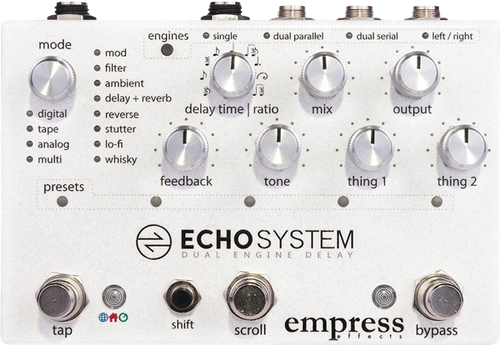 mode
engines
single
dual parallel
dual serial
left / right
mod
filter
ambient
delay + reverb
reverse
stutter
lo-fi
whisky
digital
tape
analog
multi
delay time | ratio
mix
output
feedback
tone
thing 1
thing 2
presets
ECHOSYSTEM
DUAL ENGINE DELAY
tap
shift
scroll
empress
effects
bypass